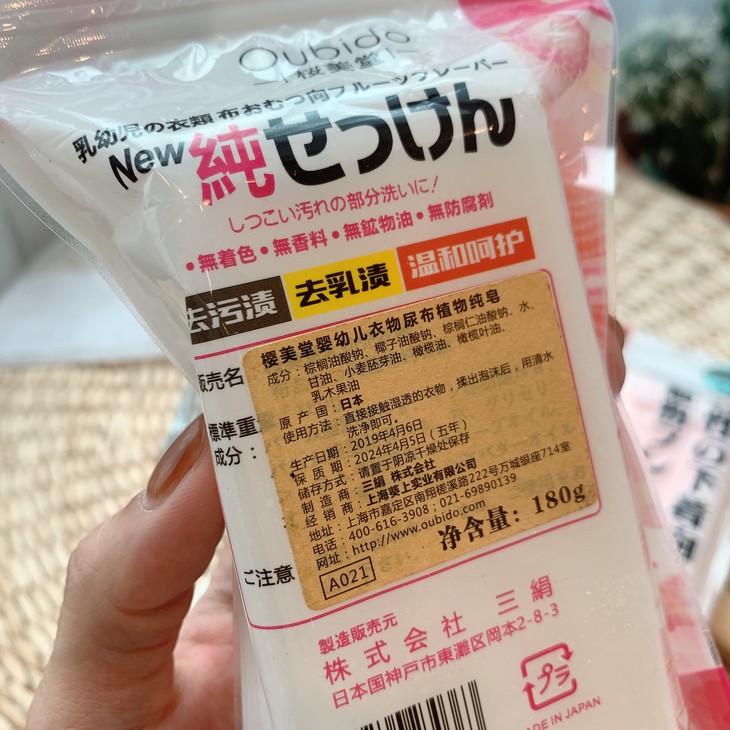 Oubido
桜美堂
乳幼児の衣類 布おむつ向フルーツフレーバー
New純せっけん
しつこい汚れの部分洗いに!
•無着色•無香料•無鉱物油•無防腐剤
去污渍 去乳渍 温和呵护
樱美堂婴幼儿衣物尿布植物纯皂
成分：棕榈油酸钠、椰子油酸钠、棕榈仁油酸钠、水、
甘油、小麦胚芽油、橄榄油、橄榄叶油、
乳木果油
原产国：日本
使用方法：直接接触湿透的衣物，揉出泡沫后，用清水
洗净即可。
生产日期：2019年4月6日
保质期：2024年4月5日（五年）
储存方式：请置于阴凉干燥处保存
制造商：三絹 株式会社
经销商：上海葵上实业有限公司
地址：上海市嘉定区南翔槎溪路222号万城银座714室
电话：400-616-3908；021-69890139
网址：http://www.oubido.com
净含量：180g
A021
販売名
標準重
成分：
ご注意
製造販売元
株式会社 三絹
日本国神戸市東灘区岡本2-8-3
プラ
MADE IN JAPAN